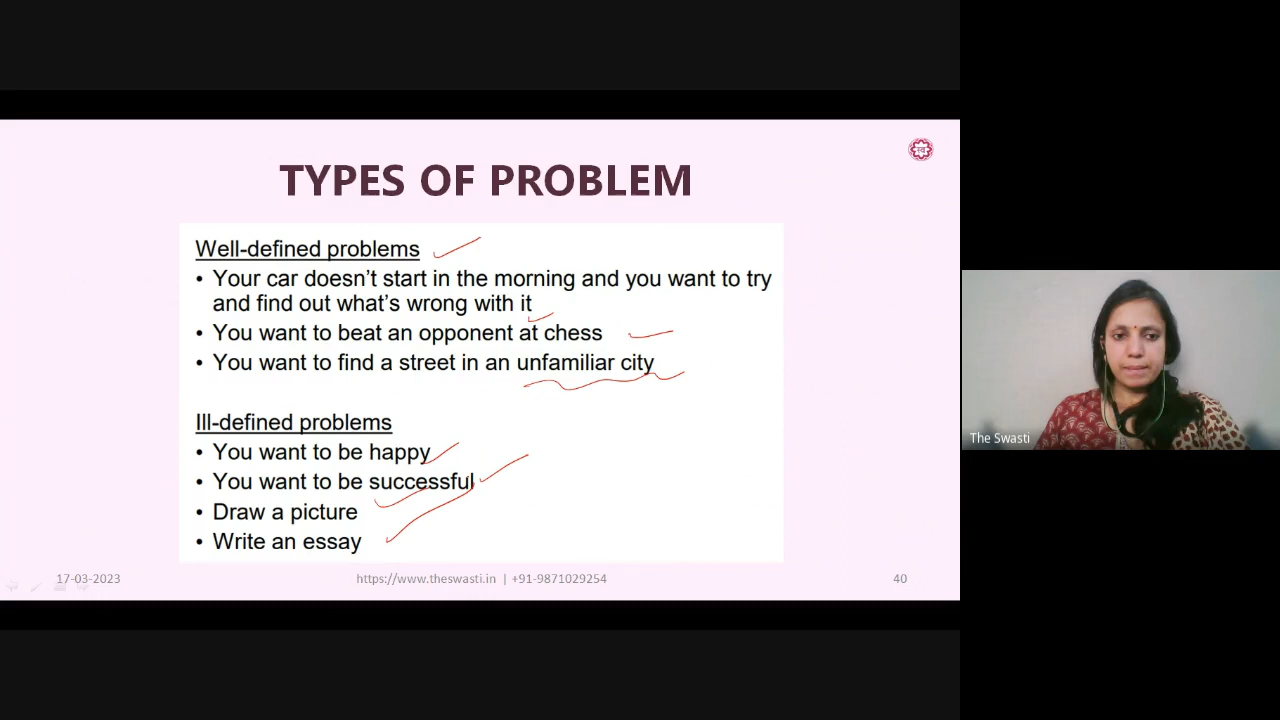 TYPES OF PROBLEM
Well-defined problems
• Your car doesn't start in the morning and you want to try
and find out what's wrong with it
• You want to beat an opponent at chess
• You want to find a street in an unfamiliar city
Ill-defined problems
• You want to be happy
• You want to be successful
• Draw a picture
• Write an essay
17-03-2023
https://www.theswasti.in | +91-9871029254
40
The Swasti